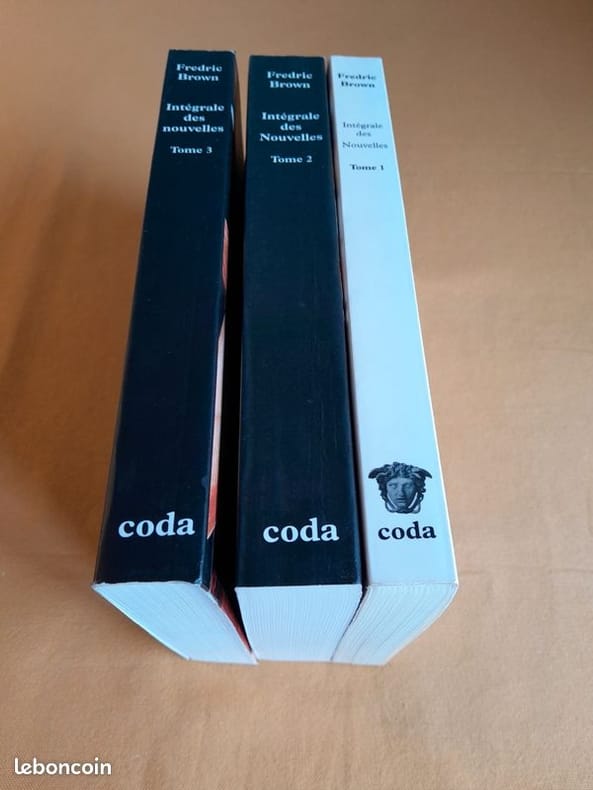 Fredric
Brown
Intégrale
des
nouvelles
Tome 3
coda
Fredric
Brown
Intégrale
des
Nouvelles
Tome 2
coda
Fredric
Brown
Intégrale
des
Nouvelles
Tome 1
coda
leboncoin